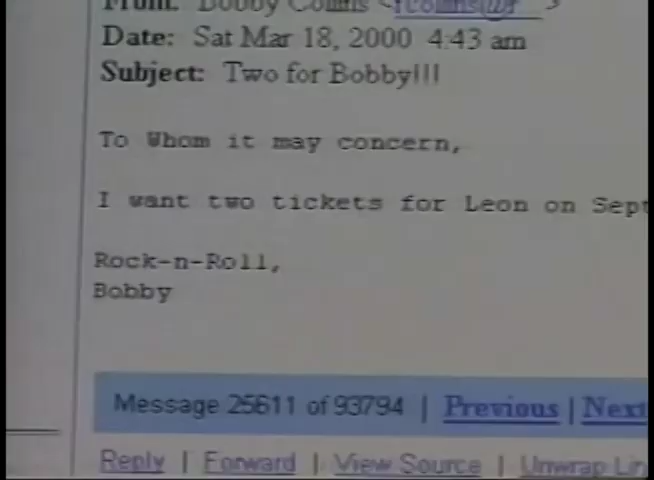 From: Bobby
Date: Sat Mar 18, 2000 4:43 am
Subject: Two for Bobby!!!
To Whom it may concern,
I want two tickets for Leon on Sept
Rock-n-Roll,
Bobby
Message 25611 of 93794 | Previous | Next
Reply | Forward | View Source | Unwrap Lin